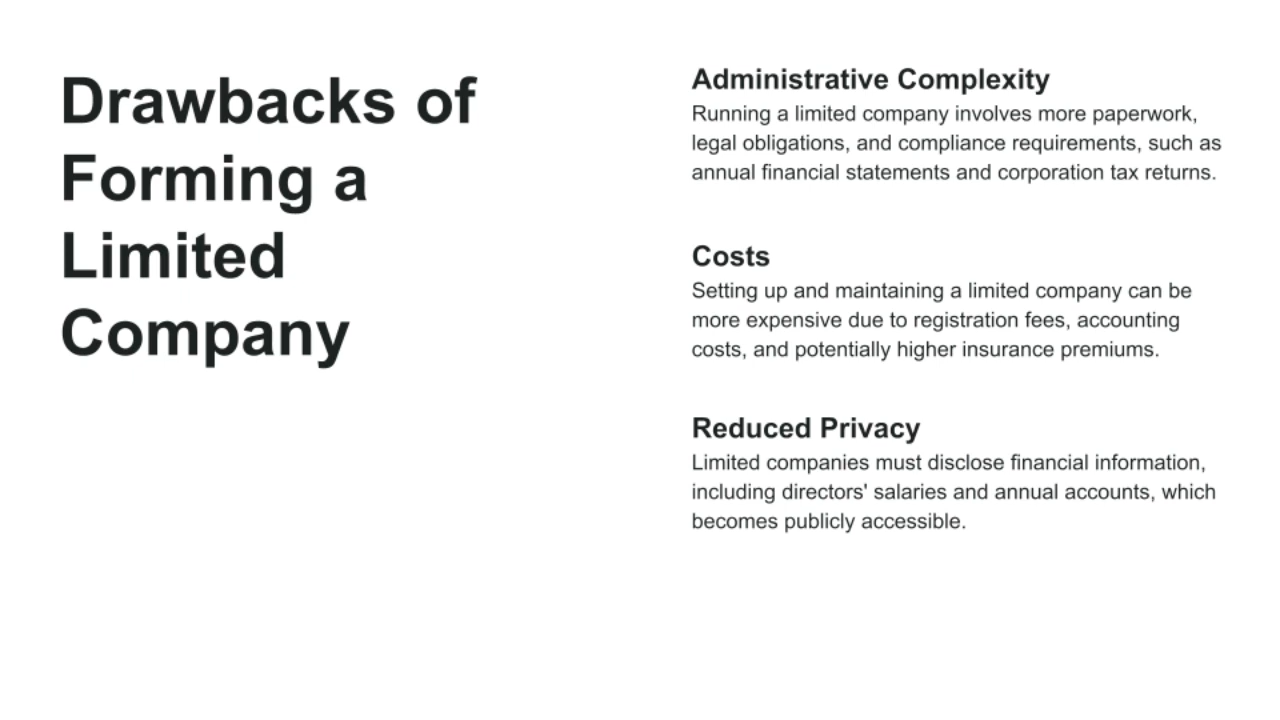 Drawbacks of
Forming a
Limited
Company
Administrative Complexity
Running a limited company involves more paperwork,
legal obligations, and compliance requirements, such as
annual financial statements and corporation tax returns.
Costs
Setting up and maintaining a limited company can be
more expensive due to registration fees, accounting
costs, and potentially higher insurance premiums.
Reduced Privacy
Limited companies must disclose financial information,
including directors' salaries and annual accounts, which
becomes publicly accessible.